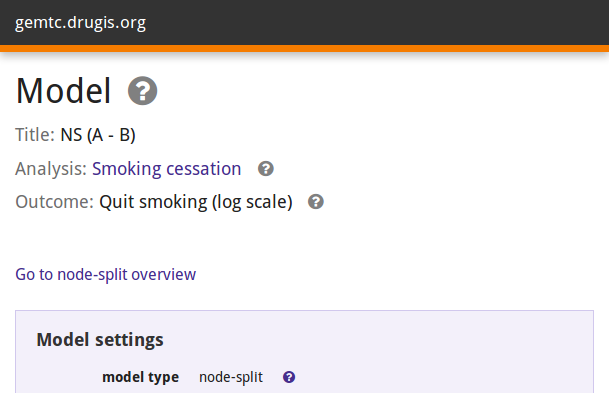 gemtc.drugis.org
Model ?
Title: NS (A - B)
Analysis: Smoking cessation ?
Outcome: Quit smoking (log scale) ?
Go to node-split overview
Model settings
model type node-split ?